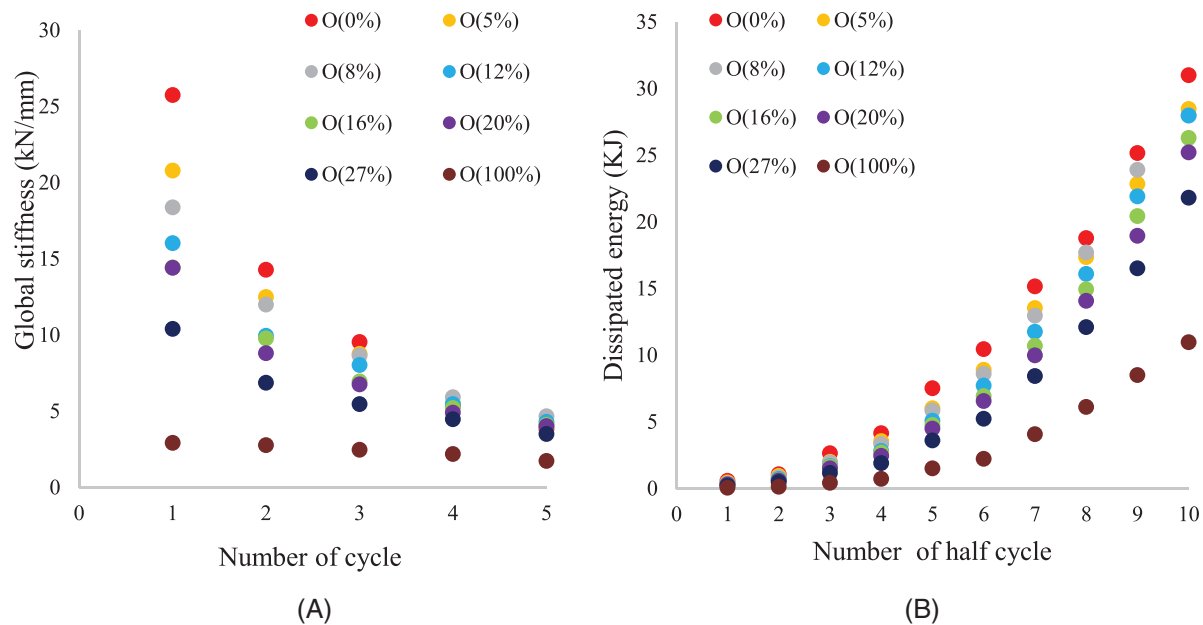 O(0%) O(5%)
O(8%) O(12%)
O(16%) O(20%)
O(27%) O(100%)
Global stiffness (kN/mm)
30
25
20
15
10
5
0
0 1 2 3 4 5
Number of cycle
(A)
O(0%) O(5%)
O(8%) O(12%)
O(16%) O(20%)
O(27%) O(100%)
Dissipated energy (KJ)
35
30
25
20
15
10
5
0
0 1 2 3 4 5 6 7 8 9 10
Number of half cycle
(B)